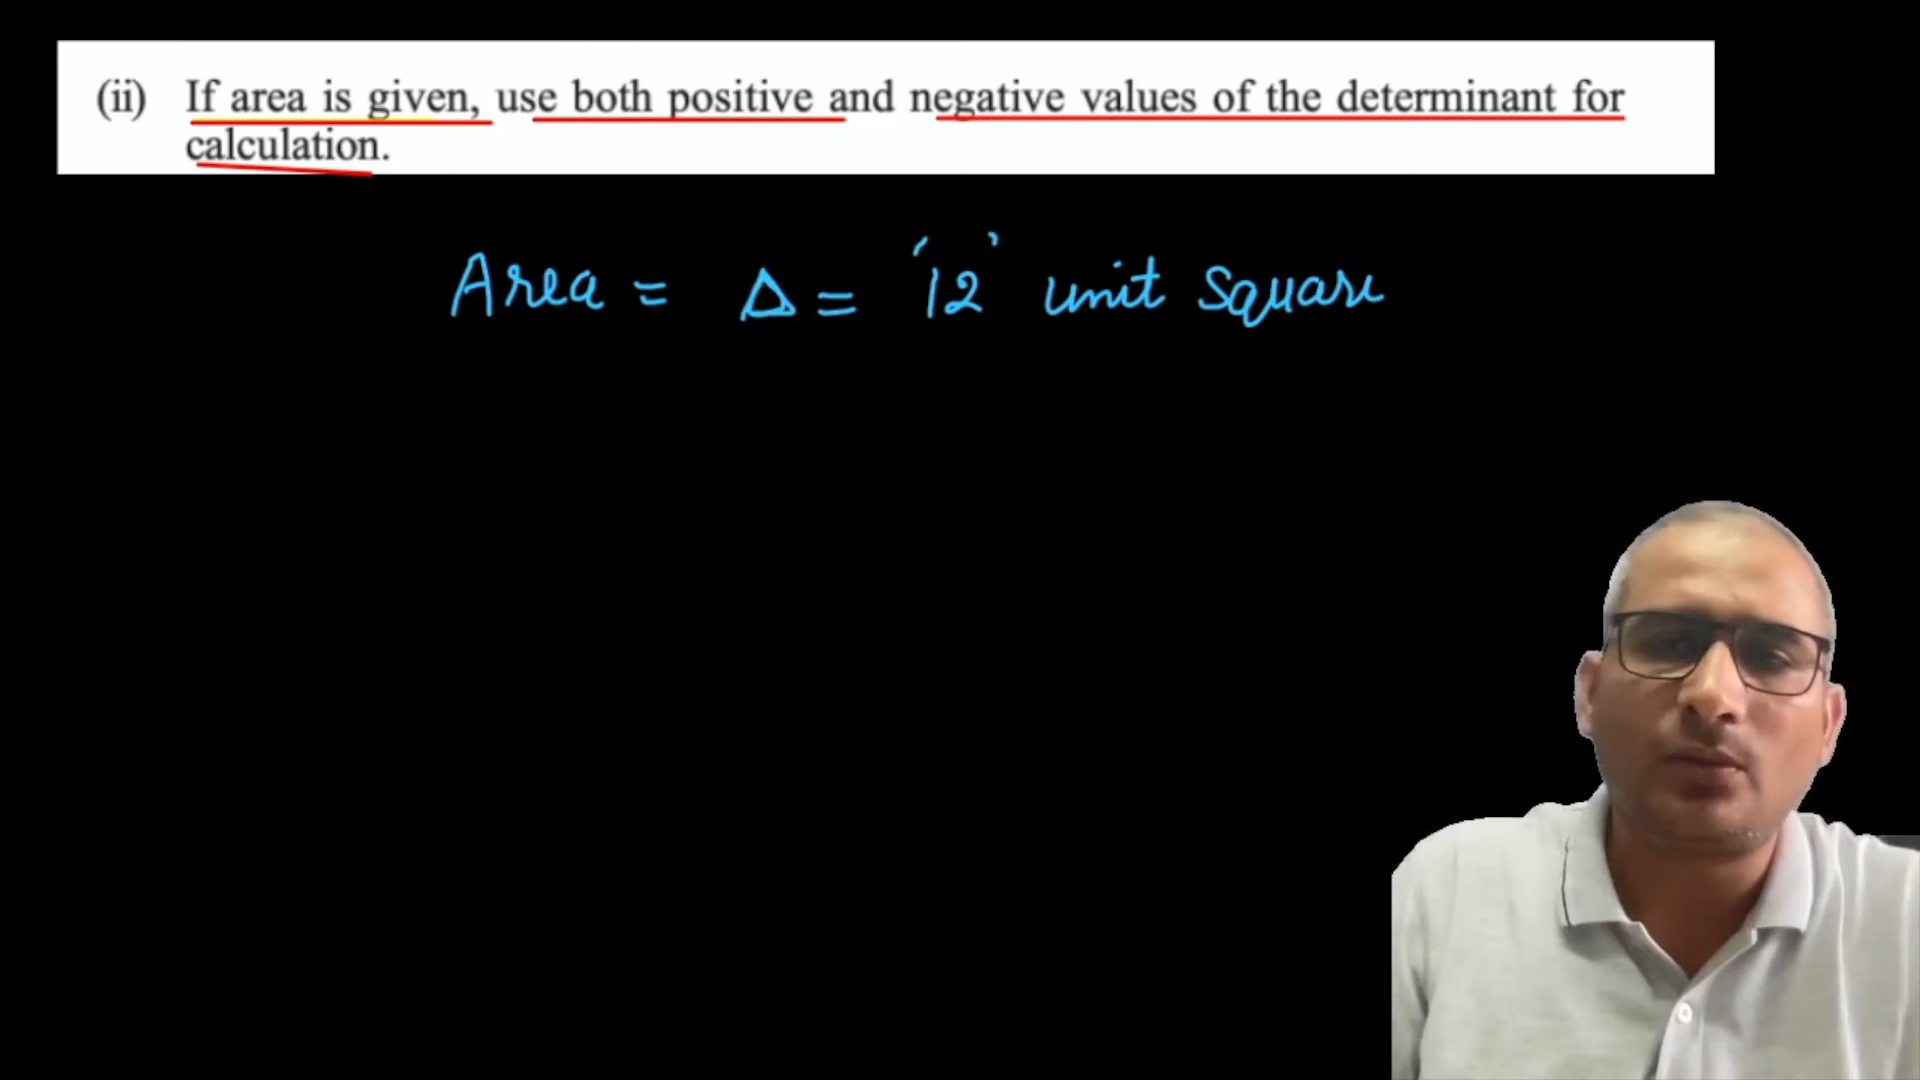 (ii) If area is given, use both positive and negative values of the determinant for
calculation.
Area = Δ = '12' unit square